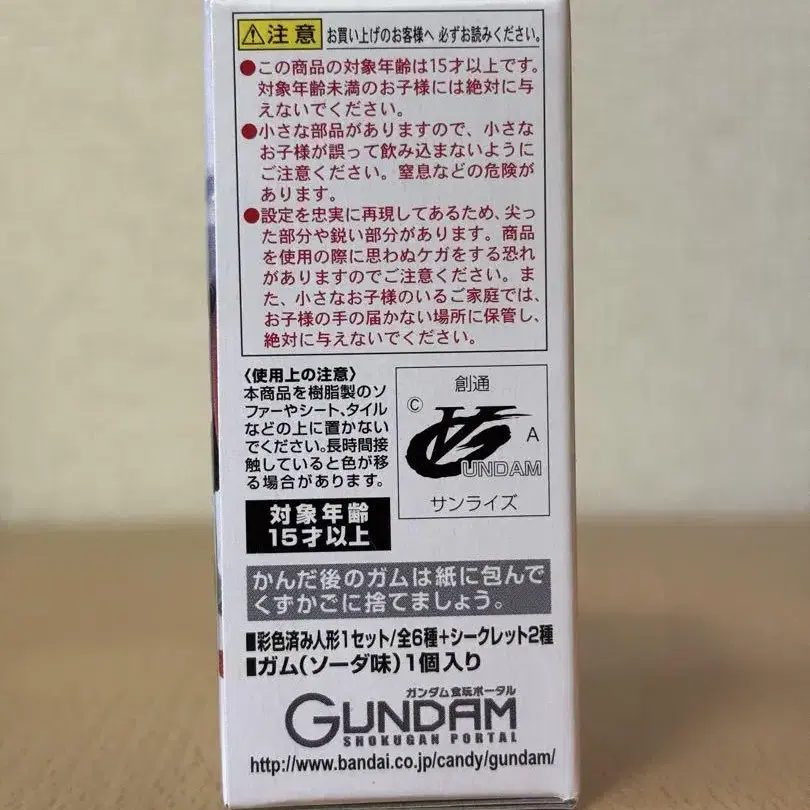 ⚠注意 お買い上げのお客様へ 必ずお読みください。
●この商品の対象年齢は15才以上です。
対象年齢未満のお子様には絶対に与
えないでください。
●小さな部品がありますので、小さな
お子様が誤って飲み込まないように
ご注意ください。窒息などの危険が
あります。
●設定を忠実に再現してあるため、尖っ
た部分や鋭い部分があります。商品
を使用の際に思わぬケガをする恐れ
がありますのでご注意ください。ま
た、小さなお子様のいるご家庭では、
お子様の手の届かない場所に保管し、
絶対に与えないでください。
〈使用上の注意〉
本商品を樹脂製のソ
ファーやシート、タイル
などの上に置かない
でください。長時間接
触していると色が移
る場合があります。
創通
©
A
GUNDAM
サンライズ
対象年齢
15才以上
かんだ後のガムは紙に包んで
くずかごに捨てましょう。
■彩色済み人形1セット/全6種+シークレット2種
■ガム(ソーダ味)1個入り
ガンダム食玩ポータル
GUNDAM
SHOKUGAN PORTAL
http://www.bandai.co.jp/candy/gundam/